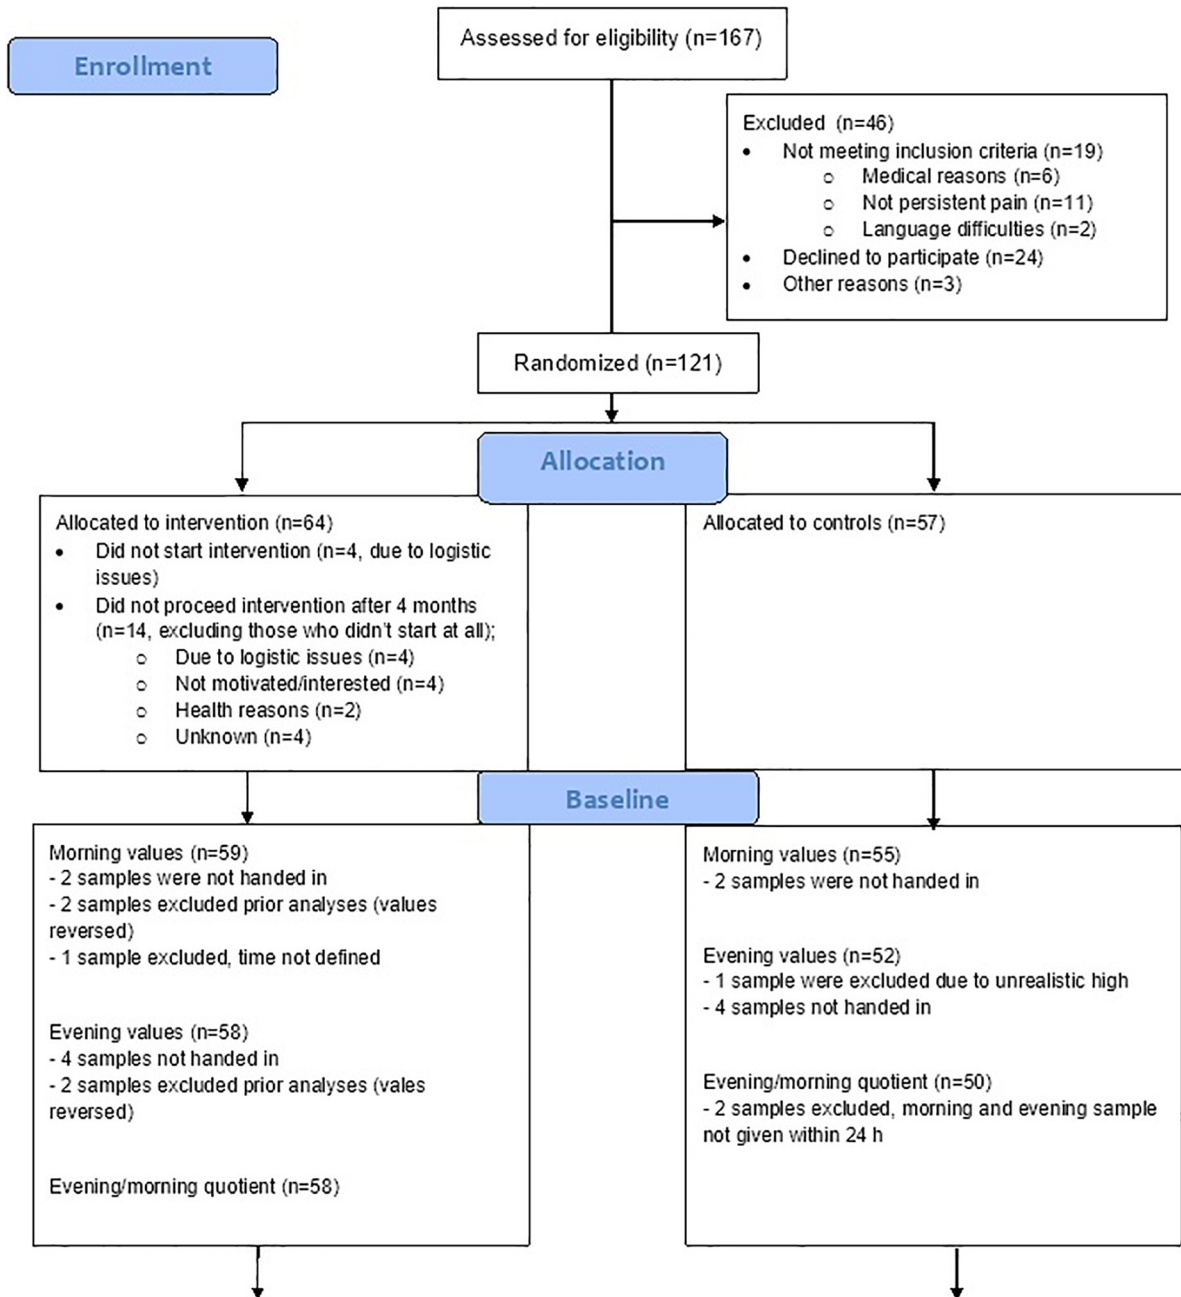 Assessed for eligibility (n=167)
Enrollment
Excluded (n=46)
• Not meeting inclusion criteria (n=19)
o Medical reasons (n=6)
o Not persistent pain (n=11)
o Language difficulties (n=2)
• Declined to participate (n=24)
• Other reasons (n=3)
Randomized (n=121)
Allocation
Allocated to intervention (n=64)
• Did not start intervention (n=4, due to logistic
issues)
• Did not proceed intervention after 4 months
(n=14, excluding those who didn't start at all);
o Due to logistic issues (n=4)
o Not motivated/interested (n=4)
o Health reasons (n=2)
o Unknown (n=4)
Allocated to controls (n=57)
Baseline
Morning values (n=59)
- 2 samples were not handed in
- 2 samples excluded prior analyses (values
reversed)
- 1 sample excluded, time not defined
Evening values (n=58)
- 4 samples not handed in
- 2 samples excluded prior analyses (vales
reversed)
Evening/morning quotient (n=58)
Morning values (n=55)
- 2 samples were not handed in
Evening values (n=52)
- 1 sample were excluded due to unrealistic high
- 4 samples not handed in
Evening/morning quotient (n=50)
- 2 samples excluded, morning and evening sample
not given within 24 h